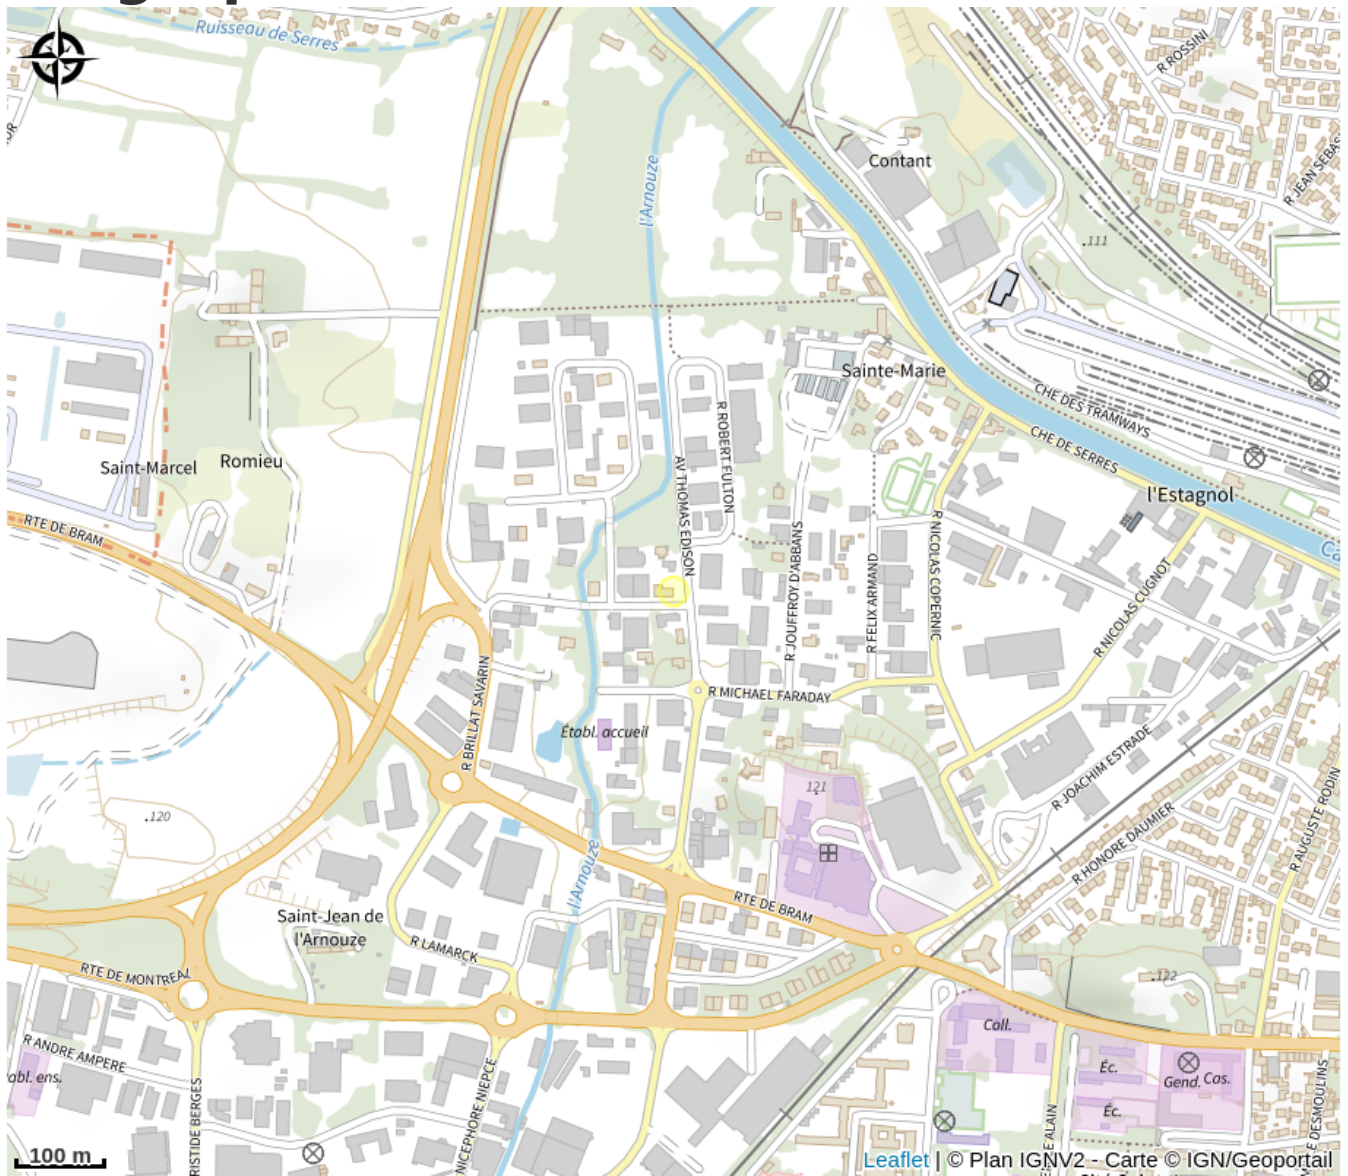 Ruisseau de Serres
R ROSSINI
l'Arnouze
Contant
R JEAN SEBAS
.111
Sainte-Marie
CHE DES TRAMWAYS
R ROBERT FULTON
CHE DE SERRES
Saint-Marcel
Romieu
AV THOMAS EDISON
l'Estagnol
RTE DE BRAM
R JOUFFROY D'ABBANS
R FELIX ARMAND
R NICOLAS COPERNIC
R NICOLAS CUGNOT
R BRILLAT SAVARIN
R MICHAEL FARADAY
Établ. accueil
R JOACHIM ESTRADE
121
.120
R HONORE DAUMIER
R AUGUSTE RODIN
l'Arnouze
RTE DE BRAM
Saint-Jean de
l'Arnouze
R LAMARCK
RTE DE MONTREAL
.122
Coll.
R ANDRE AMPERE
abl. ens.
Éc.
Gend.
Cas.
Éc.
RISTIDE BERGES
NICEPHORE NIEPCE
E ALAIN
E DESMOULINS
100 m
Leaflet | © Plan IGNV2 - Carte © IGN/Geoportail